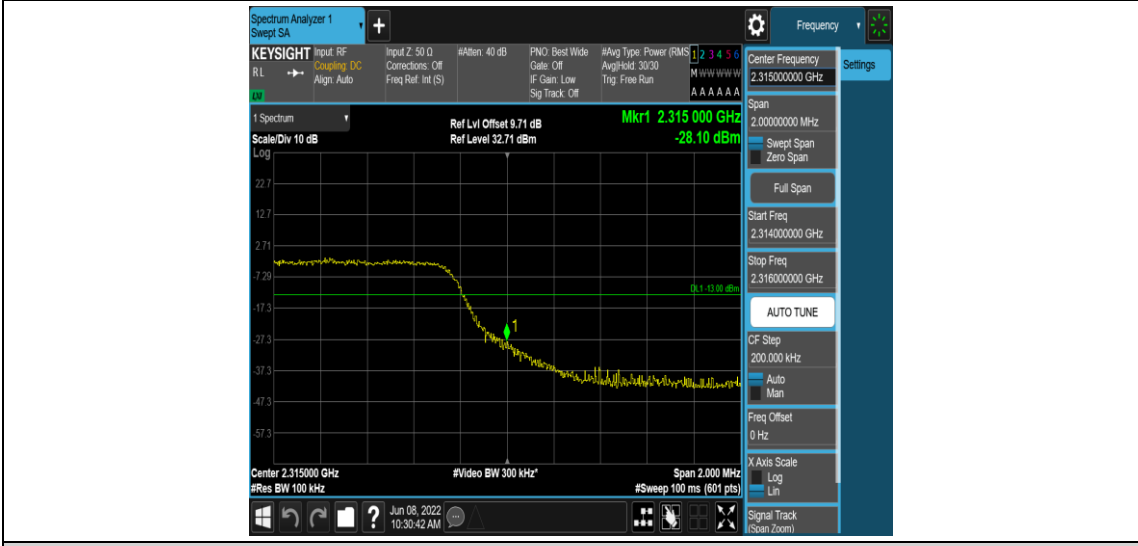 Spectrum Analyzer 1
Swept SA
Frequency
KEYSIGHT
RL
Input: RF
Coupling: DC
Align: Auto
Input Z: 50 Ω
Corrections: Off
Freq Ref: Int (S)
#Atten: 40 dB
PNO: Best Wide
Gate: Off
IF Gain: Low
Sig Track: Off
#Avg Type: Power (RMS
Avg|Hold: 30/30
Trig: Free Run
1 2 3 4 5 6
M W W W W W
A A A A A A
1 Spectrum
Scale/Div 10 dB
Log
Ref Lvl Offset 9.71 dB
Ref Level 32.71 dBm
Mkr1 2.315 000 GHz
-28.10 dBm
22.7
12.7
2.71
-7.29
-17.3
-27.3
-37.3
-47.3
-57.3
DL1 -13.00 dBm
1
Center 2.315000 GHz
#Video BW 300 kHz*
Span 2.000 MHz
#Res BW 100 kHz
#Sweep 100 ms (601 pts)
Center Frequency
2.315000000 GHz
Settings
Span
2.00000000 MHz
Swept Span
Zero Span
Full Span
Start Freq
2.314000000 GHz
Stop Freq
2.316000000 GHz
AUTO TUNE
CF Step
200.000 kHz
Auto
Man
Freq Offset
0 Hz
X Axis Scale
Log
Lin
Signal Track
(Span Zoom)
?
Jun 08, 2022
10:30:42 AM